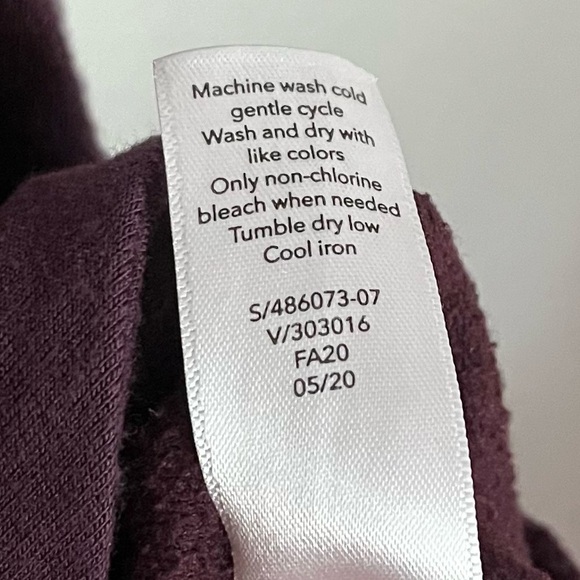 Machine wash cold
gentle cycle
Wash and dry with
like colors
Only non-chlorine
bleach when needed
Tumble dry low
Cool iron
S/486073-07
V/303016
FA20
05/20